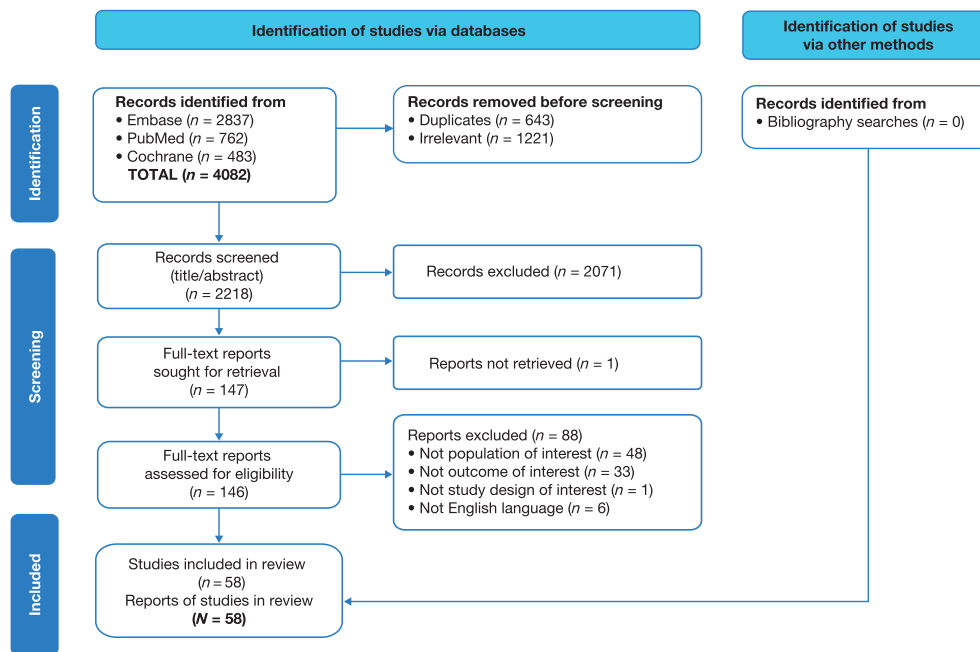 Identification of studies via databases
Identification of studies
via other methods
Identification
Records identified from
• Embase (n = 2837)
• PubMed (n = 762)
• Cochrane (n = 483)
TOTAL (n = 4082)
Records removed before screening
• Duplicates (n = 643)
• Irrelevant (n = 1221)
Records identified from
• Bibliography searches (n = 0)
Screening
Records screened
(title/abstract)
(n = 2218)
Records excluded (n = 2071)
Full-text reports
sought for retrieval
(n = 147)
Reports not retrieved (n = 1)
Full-text reports
assessed for eligibility
(n = 146)
Reports excluded (n = 88)
• Not population of interest (n = 48)
• Not outcome of interest (n = 33)
• Not study design of interest (n = 1)
• Not English language (n = 6)
Included
Studies included in review
(n = 58)
Reports of studies in review
(N = 58)